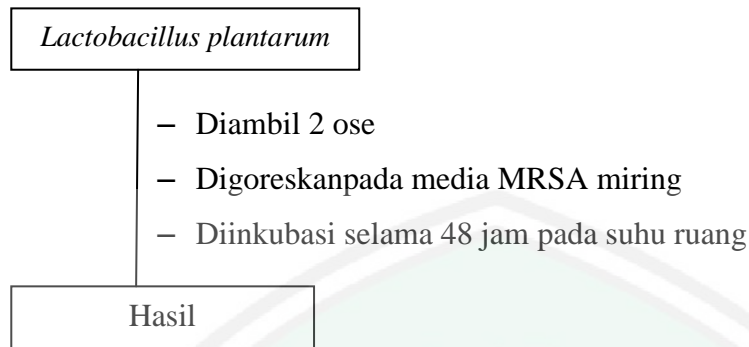 Lactobacillus plantarum
– Diambil 2 ose
– Digoreskanpada media MRSA miring
– Diinkubasi selama 48 jam pada suhu ruang
Hasil